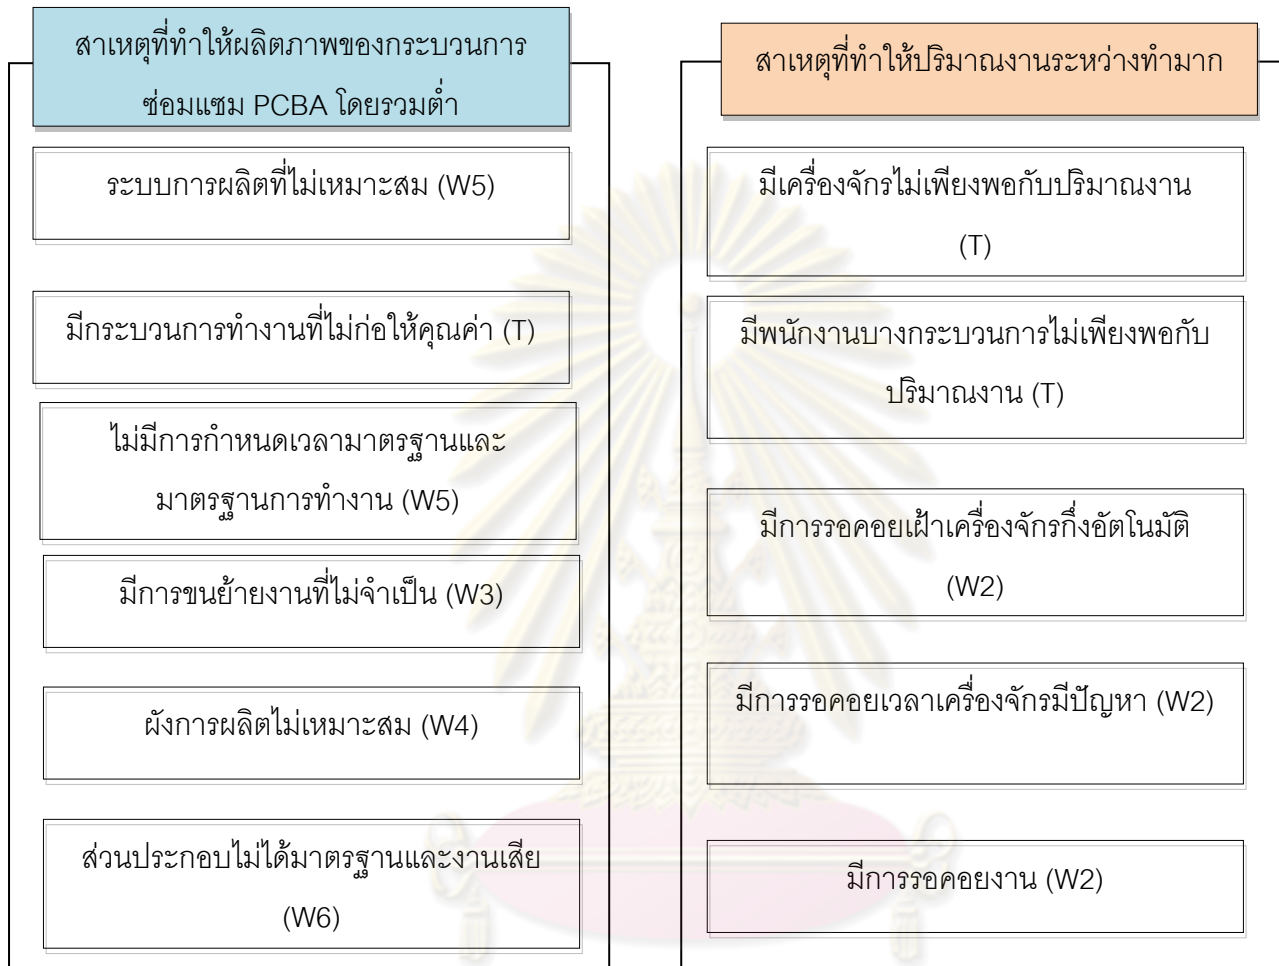 สาเหตุที่ทำให้ผลิตภาพของกระบวนการ
ซ่อมแซม PCBA โดยรวมต่ำ
ระบบการผลิตที่ไม่เหมาะสม (W5)
มีกระบวนการทำงานที่ไม่ก่อให้คุณค่า (T)
ไม่มีการกำหนดเวลามาตรฐานและ
มาตรฐานการทำงาน (W5)
มีการขนย้ายงานที่ไม่จำเป็น (W3)
ผังการผลิตไม่เหมาะสม (W4)
ส่วนประกอบไม่ได้มาตรฐานและงานเสีย
(W6)
สาเหตุที่ทำให้ปริมาณงานระหว่างทำมาก
มีเครื่องจักรไม่เพียงพอกับปริมาณงาน
(T)
มีพนักงานบางกระบวนการไม่เพียงพอกับ
ปริมาณงาน (T)
มีการรอคอยเฝ้าเครื่องจักรกึ่งอัตโนมัติ
(W2)
มีการรอคอยเวลาเครื่องจักรมีปัญหา (W2)
มีการรอคอยงาน (W2)